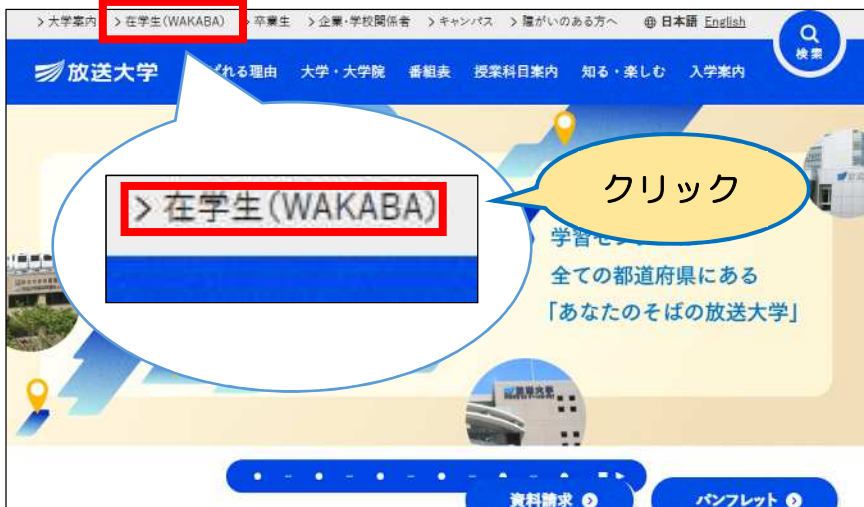 > 大学案内 > 在学生(WAKABA) > 卒業生 > 企業・学校関係者 > キャンパス > 障がいのある方へ 日本語 English
検索
放送大学 ばれる理由 大学・大学院 番組表 授業科目案内 知る・楽しむ 入学案内
クリック
> 在学生(WAKABA)
学習セン
全ての都道府県にある
「あなたのそばの放送大学」
放送大学
資料請求 パンフレット